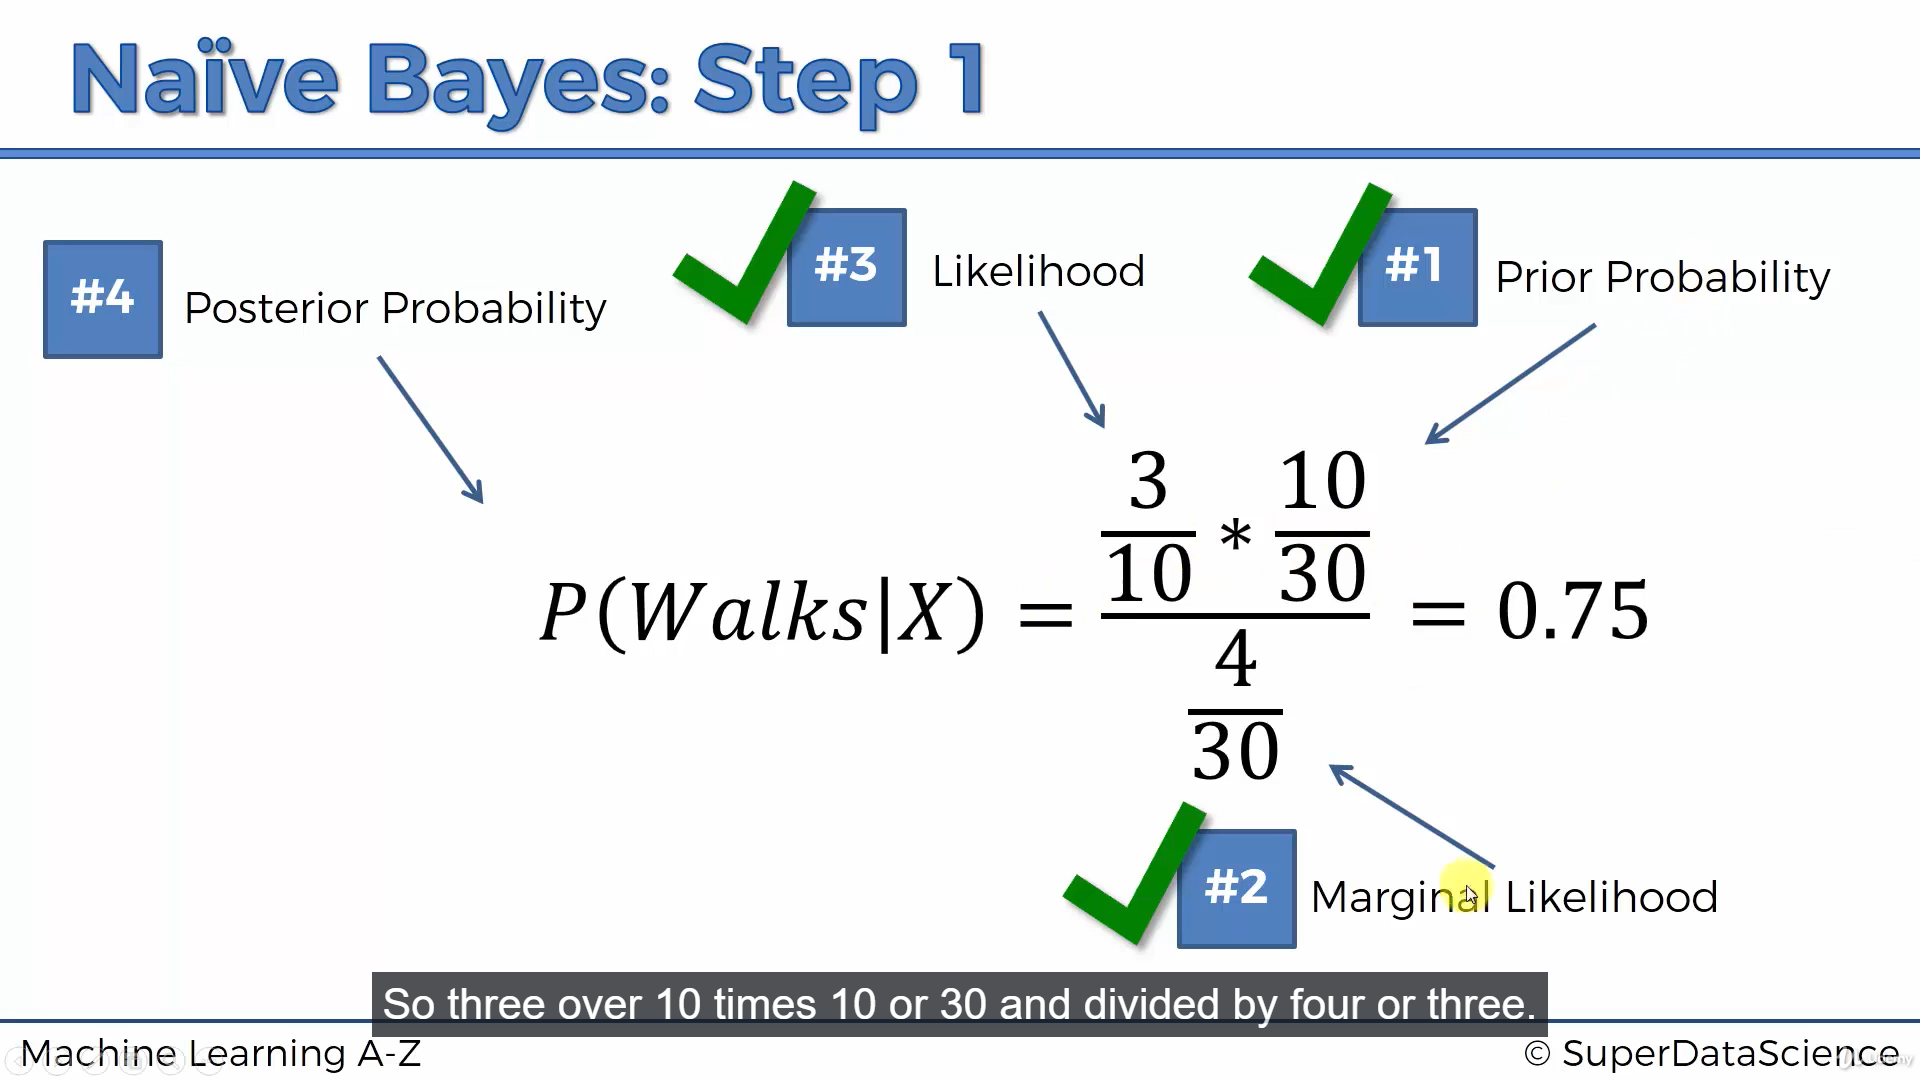 Naïve Bayes: Step 1
#4 Posterior Probability
#3 Likelihood
#1 Prior Probability
P(Walks|X) = 3/10 * 10/30 / 4/30 = 0.75
#2 Marginal Likelihood
So three over 10 times 10 or 30 and divided by four or three.
Machine Learning A-Z
© SuperDataScience